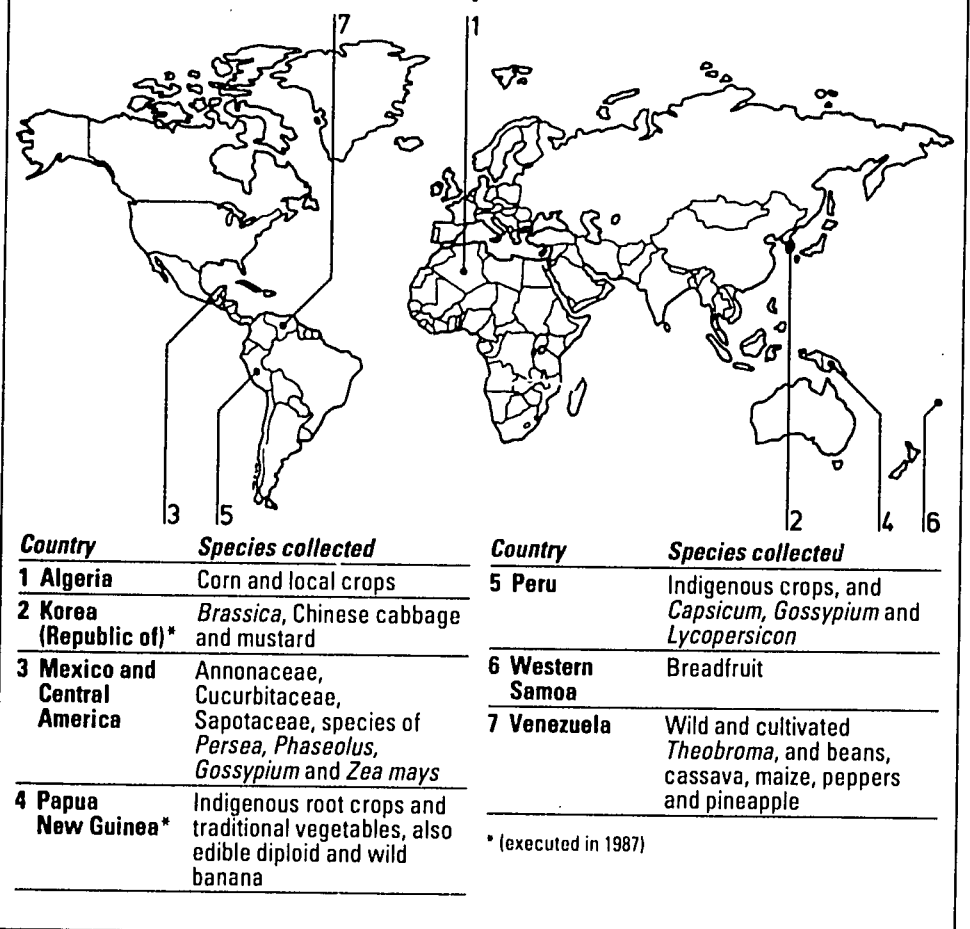 7
1
3
5
2
4
6
Country Species collected
1 Algeria Corn and local crops
2 Korea Brassica, Chinese cabbage
(Republic of)* and mustard
3 Mexico and Annonaceae,
Central Cucurbitaceae,
America Sapotaceae, species of
Persea, Phaseolus,
Gossypium and Zea mays
4 Papua Indigenous root crops and
New Guinea* traditional vegetables, also
edible diploid and wild
banana
Country Species collected
5 Peru Indigenous crops, and
Capsicum, Gossypium and
Lycopersicon
6 Western Breadfruit
Samoa
7 Venezuela Wild and cultivated
Theobroma, and beans,
cassava, maize, peppers
and pineapple
* (executed in 1987)